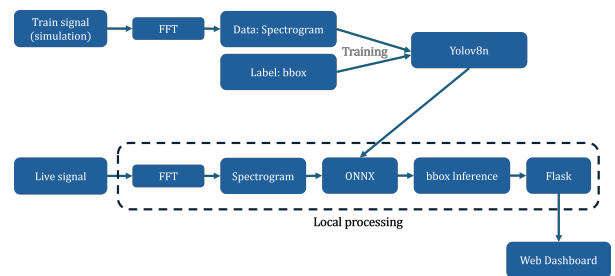 Train signal
(simulation)
FFT
Data: Spectrogram
Training
Label: bbox
Yolov8n
Live signal
FFT
Spectrogram
ONNX
bbox Inference
Flask
Local processing
Web Dashboard